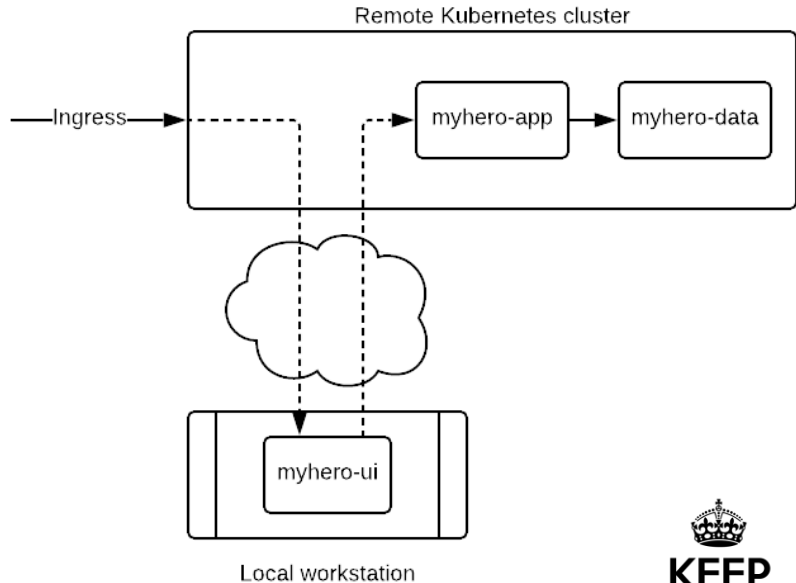 Remote Kubernetes cluster
Ingress
myhero-app
myhero-data
myhero-ui
Local workstation
KEEP